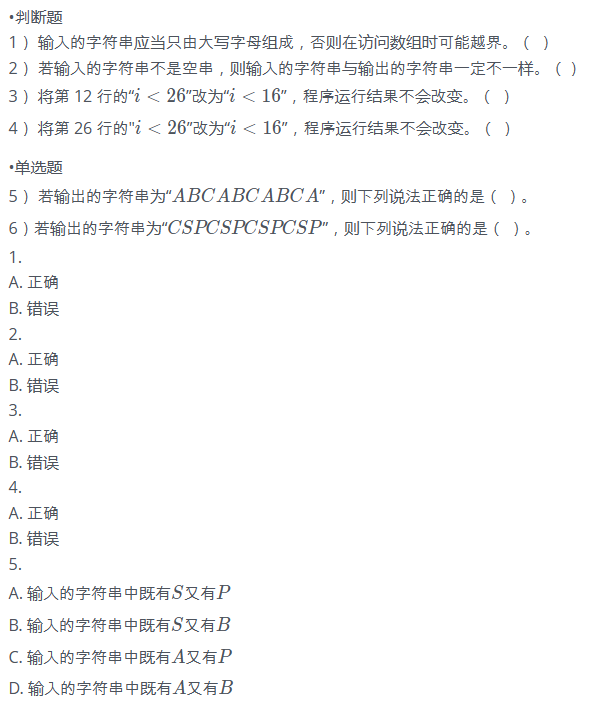 •判断题
1 ）输入的字符串应当只由大写字母组成，否则在访问数组时可能越界。（ ）
2 ）若输入的字符串不是空串，则输入的字符串与输出的字符串一定不一样。（ ）
3 ）将第 12 行的“i < 26”改为“i < 16”，程序运行结果不会改变。（ ）
4 ）将第 26 行的"i < 26”改为“i < 16”，程序运行结果不会改变。（ ）
•单选题
5 ）若输出的字符串为“ABCABCABCA”，则下列说法正确的是（ ）。
6）若输出的字符串为“CSPCSPCSPCSP”，则下列说法正确的是（ ）。
1.
A. 正确
B. 错误
2.
A. 正确
B. 错误
3.
A. 正确
B. 错误
4.
A. 正确
B. 错误
5.
A. 输入的字符串中既有S又有P
B. 输入的字符串中既有S又有B
C. 输入的字符串中既有A又有P
D. 输入的字符串中既有A又有B